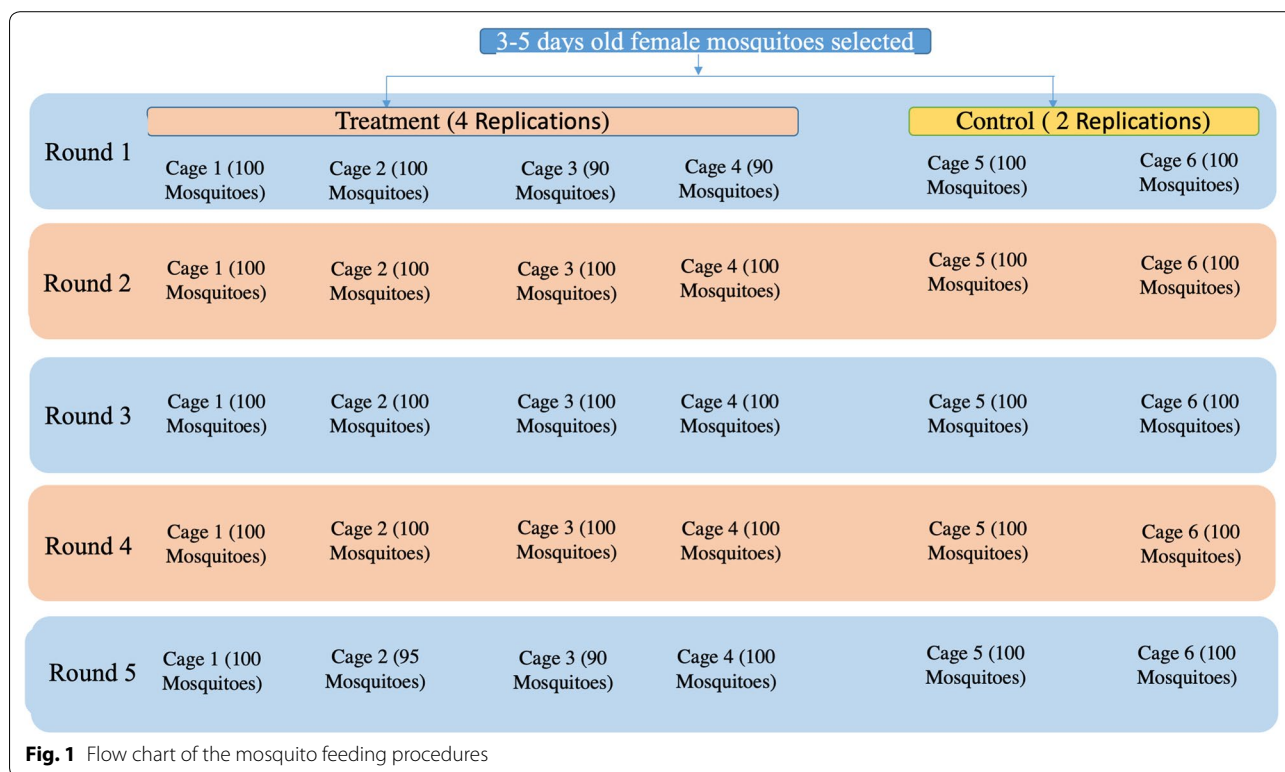 3-5 days old female mosquitoes selected
Treatment (4 Replications)
Control ( 2 Replications)
Round 1
Cage 1 (100
Mosquitoes)
Cage 2 (100
Mosquitoes)
Cage 3 (90
Mosquitoes)
Cage 4 (90
Mosquitoes)
Cage 5 (100
Mosquitoes)
Cage 6 (100
Mosquitoes)
Round 2
Cage 1 (100
Mosquitoes)
Cage 2 (100
Mosquitoes)
Cage 3 (100
Mosquitoes)
Cage 4 (100
Mosquitoes)
Cage 5 (100
Mosquitoes)
Cage 6 (100
Mosquitoes)
Round 3
Cage 1 (100
Mosquitoes)
Cage 2 (100
Mosquitoes)
Cage 3 (100
Mosquitoes)
Cage 4 (100
Mosquitoes)
Cage 5 (100
Mosquitoes)
Cage 6 (100
Mosquitoes)
Round 4
Cage 1 (100
Mosquitoes)
Cage 2 (100
Mosquitoes)
Cage 3 (100
Mosquitoes)
Cage 4 (100
Mosquitoes)
Cage 5 (100
Mosquitoes)
Cage 6 (100
Mosquitoes)
Round 5
Cage 1 (100
Mosquitoes)
Cage 2 (95
Mosquitoes)
Cage 3 (90
Mosquitoes)
Cage 4 (100
Mosquitoes)
Cage 5 (100
Mosquitoes)
Cage 6 (100
Mosquitoes)
Fig. 1 Flow chart of the mosquito feeding procedures